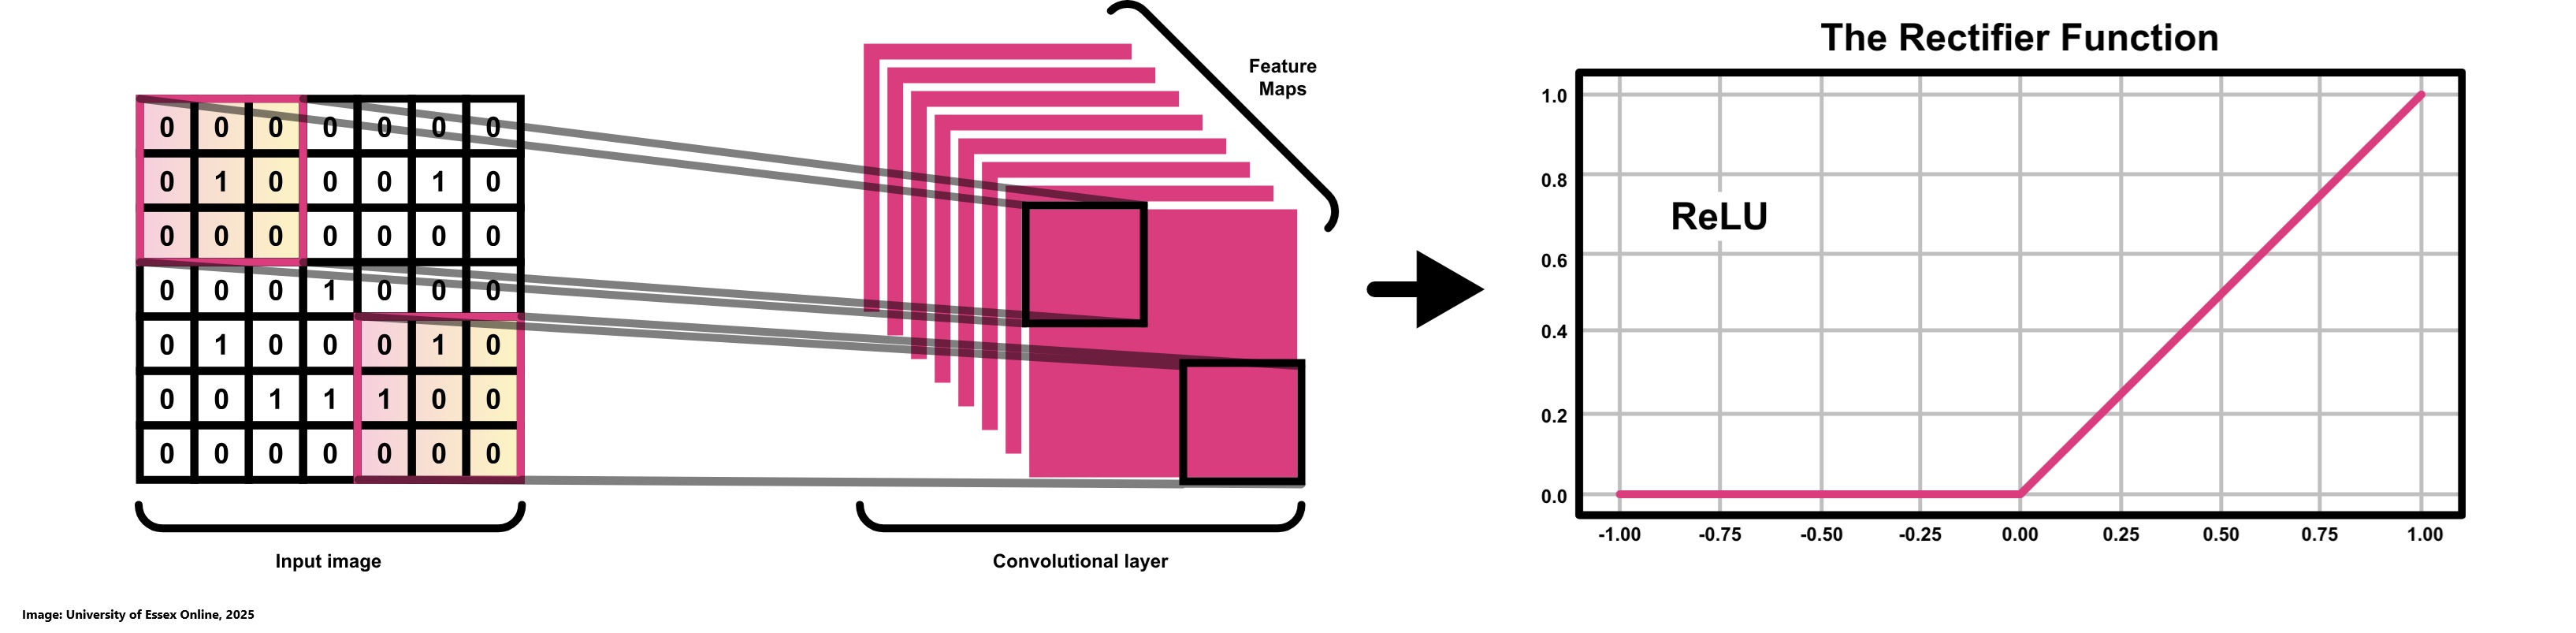 0 0 0 0 0 0 0
0 1 0 0 0 1 0
0 0 0 0 0 0 0
0 0 0 1 0 0 0
0 1 0 0 0 1 0
0 0 1 1 1 0 0
0 0 0 0 0 0 0
Input image
Feature
Maps
Convolutional layer
The Rectifier Function
ReLU
1.0
0.8
0.6
0.4
0.2
0.0
-1.00 -0.75 -0.50 -0.25 0.00 0.25 0.50 0.75 1.00
Image: University of Essex Online, 2025